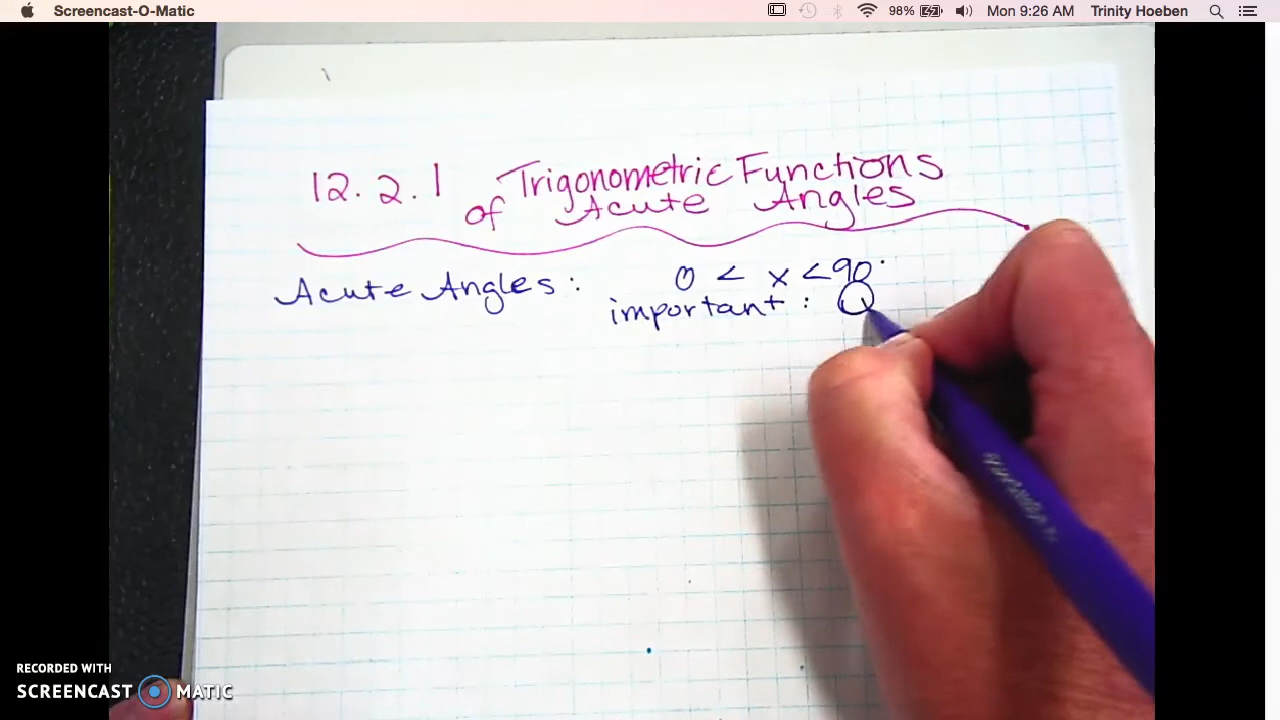 Screencast-O-Matic 98% Mon 9:26 AM Trinity Hoeben
12.2.1 Trigonometric Functions
of Acute Angles
Acute Angles: 0 < x < 90°
important :
RECORDED WITH
SCREENCAST MATIC